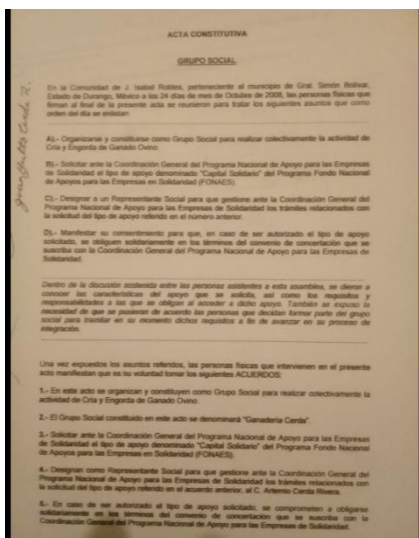 ACTA CONSTITUTIVA
GRUPO SOCIAL
En la Comunidad de J. Isabel Robles, perteneciente al municipio de Gral. Simón Bolívar,
Estado de Durango, México a los 24 días de mes de Octubre de 2008, las personas físicas que
firman al final de la presente acta se reunieron para tratar los siguientes asuntos que como
orden del día se enlistan:
A).- Organizarse y constituirse como Grupo Social para realizar colectivamente la actividad de
Cría y Engorda de Ganado Ovino.
B).- Solicitar ante la Coordinación General del Programa Nacional de Apoyo para las Empresas
de Solidaridad el tipo de apoyo denominado "Capital Solidario" del Programa Fondo Nacional
de Apoyos para las Empresas en Solidaridad (FONAES).
C).- Designar a un Representante Social para que gestione ante la Coordinación General del
Programa Nacional de Apoyo para las Empresas de Solidaridad los trámites relacionados con
la solicitud del tipo de apoyo referido en el número anterior.
D).- Manifestar su consentimiento para que, en caso de ser autorizado el tipo de apoyo
solicitado, se obliguen solidariamente en los términos del convenio de concertación que se
suscriba con la Coordinación General del Programa Nacional de Apoyo para las Empresas de
Solidaridad.
Dentro de la discusión sostenida entre las personas asistentes a esta asamblea, se dieron a
conocer las características del apoyo que se solicita, así como los requisitos y
responsabilidades a las que se obligan al acceder a dicho apoyo. También se expuso la
necesidad de que se pusieran de acuerdo las personas que decidan formar parte del grupo
social para tramitar en su momento dichos requisitos a fin de avanzar en su proceso de
integración.
Una vez expuestos los asuntos referidos, las personas físicas que intervienen en el presente
acto manifiestan que es su voluntad tomar los siguientes ACUERDOS:
1.- En este acto se organizan y constituyen como Grupo Social para realizar colectivamente la
actividad de Cría y Engorda de Ganado Ovino.
2.- El Grupo Social constituido en este acto se denominará "Ganadería Cerda".
3.- Solicitar ante la Coordinación General del Programa Nacional de Apoyo para las Empresas
de Solidaridad el tipo de apoyo denominado "Capital Solidario" del Programa Fondo Nacional
de Apoyos para las Empresas en Solidaridad (FONAES).
4.- Designan como Representante Social para que gestione ante la Coordinación General del
Programa Nacional de Apoyo para las Empresas de Solidaridad los trámites relacionados con
la solicitud del tipo de apoyo referido en el acuerdo anterior, al C. Artemio Cerda Rivera.
5.- En caso de ser autorizado el tipo de apoyo solicitado, se comprometen a obligarse
solidariamente en los términos del convenio de concertación que se suscriba con la
Coordinación General del Programa Nacional de Apoyo para las Empresas de Solidaridad.